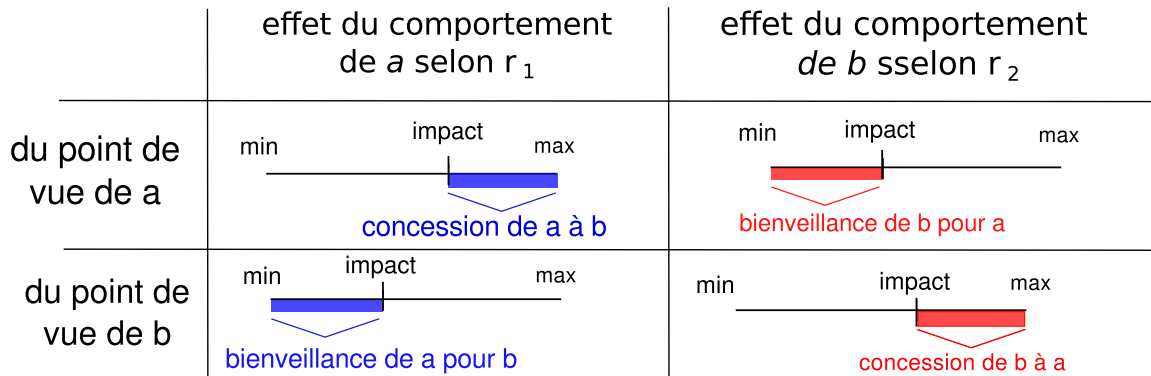 effet du comportement
de a selon r 1
effet du comportement
de b sselon r 2
du point de
vue de a
min
impact
max
concession de a à b
min
impact
max
bienveillance de b pour a
du point de
vue de b
min
impact
max
bienveillance de a pour b
min
impact
max
concession de b à a